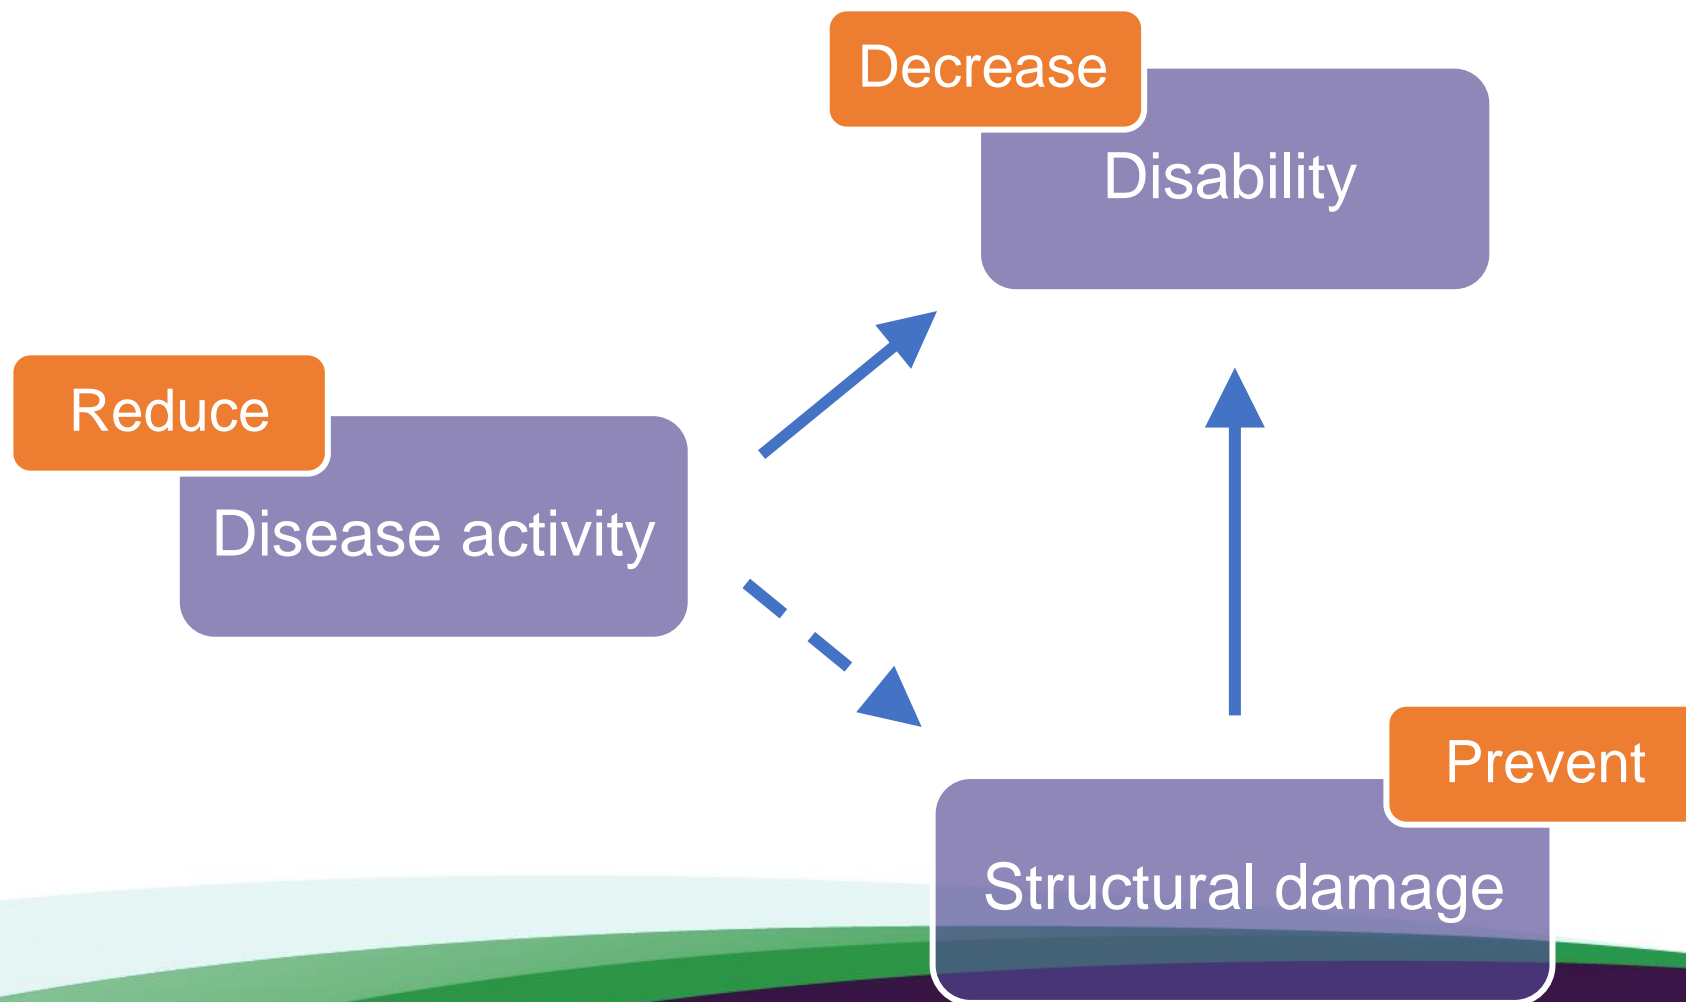 Decrease
Disability
Reduce
Disease activity
Prevent
Structural damage